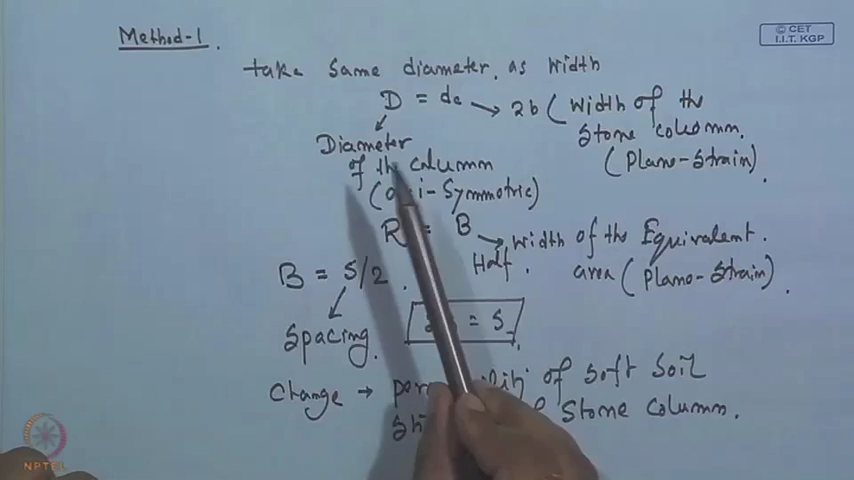 Method-1.
© CET
I.I.T. KGP
take same diameter as width
D = dc → 2b (width of the
Stone column.
(Plane-Strain)
Diameter
of the column
(axi-Symmetric)
R = B
Half
width of the Equivalent
area (Plane-Strain).
B = S/2.
Spacing.
= S
Change → of soft soil
Stone column.
NPTEL